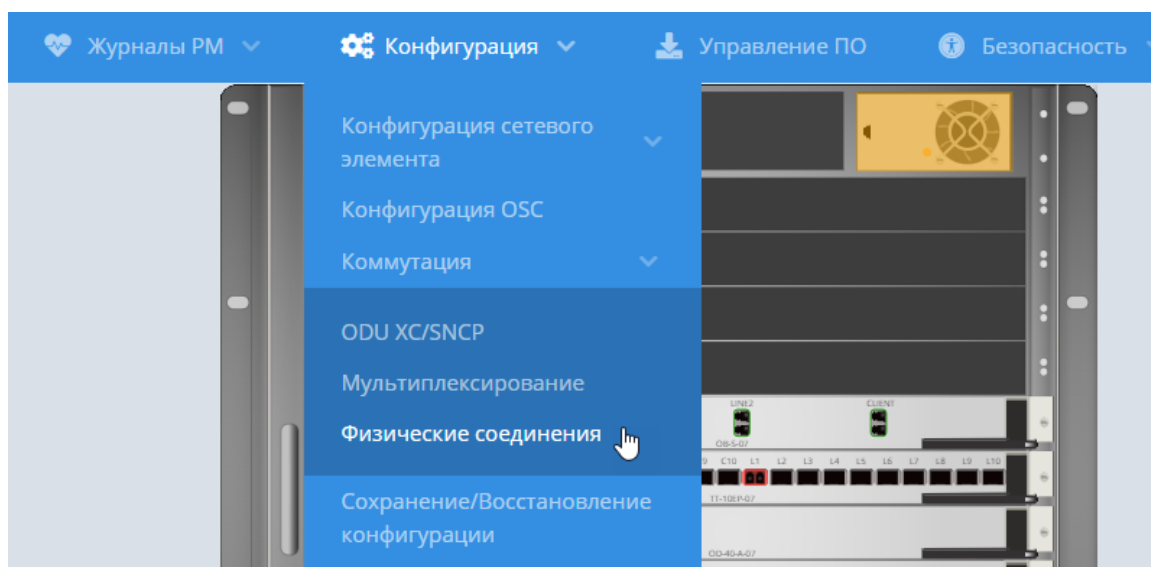 Журналы PM
Конфигурация
Управление ПО
Безопасность
Конфигурация сетевого
элемента
Конфигурация OSC
Коммутация
ODU XC/SNCP
Мультиплексирование
Физические соединения
Сохранение/Восстановление
конфигурации
LINE2 CLIENT
OB-S-07
9 C10 L1 L2 L3 L4 L5 L6 L7 L8 L9 L10
TT-10EP-07
OD-40-A-07